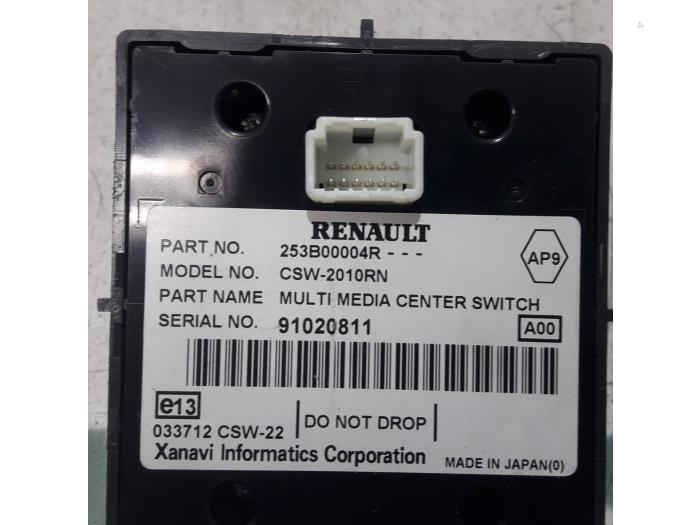 RENAULT
PART NO. 253B00004R - - -
AP9
MODEL NO. CSW-2010RN
PART NAME MULTI MEDIA CENTER SWITCH
SERIAL NO. 91020811
A00
e13
DO NOT DROP
033712 CSW-22
Xanavi Informatics Corporation
MADE IN JAPAN(0)